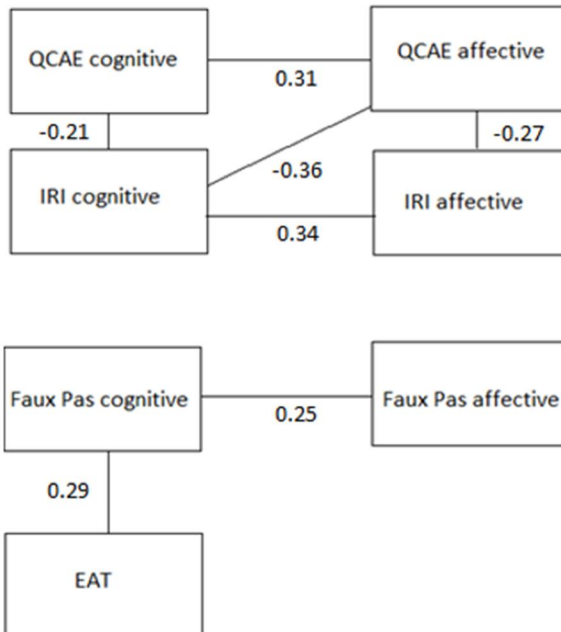 QCAE cognitive
QCAE affective
0.31
-0.21
-0.27
-0.36
IRI cognitive
IRI affective
0.34
Faux Pas cognitive
Faux Pas affective
0.25
0.29
EAT